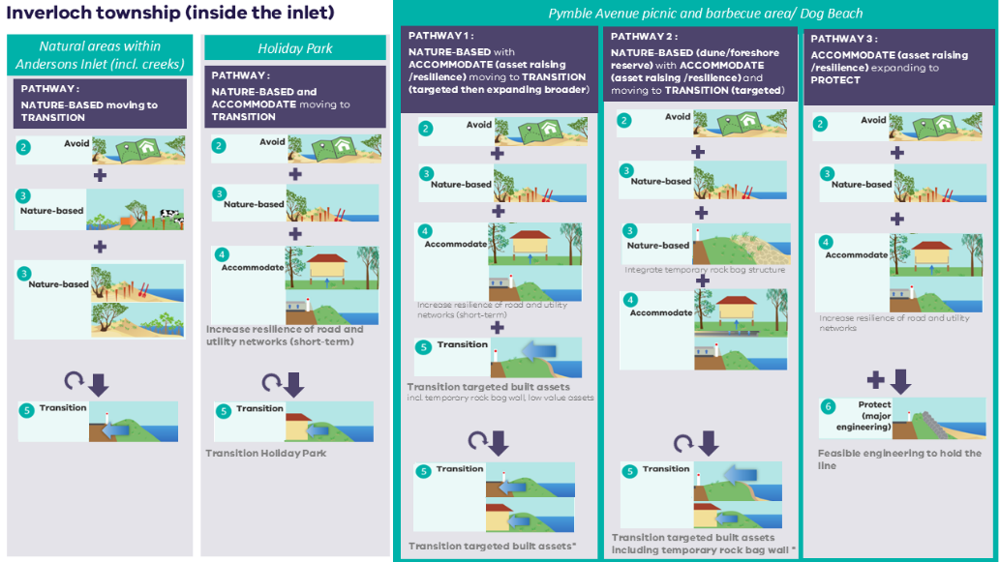 Inverloch township (inside the inlet)
Natural areas within
Andersons Inlet (incl. creeks)
PATHWAY :
NATURE-BASED moving to
TRANSITION
2
Avoid
+
3
Nature-based
+
3
Nature-based
5
Transition
Holiday Park
PATHWAY :
NATURE-BASED and
ACCOMMODATE moving to
TRANSITION
2
Avoid
+
3
Nature-based
+
4
Accommodate
Increase resilience of road and
utility networks (short-term)
5
Transition
Transition Holiday Park
Pymble Avenue picnic and barbecue area/ Dog Beach
PATHWAY 1 :
NATURE-BASED with
ACCOMMODATE (asset raising
/resilience) moving to TRANSITION
(targeted then expanding broader)
2
Avoid
+
3
Nature-based
+
4
Accommodate
Increase resilience of road and utility
networks (short-term)
+
5
Transition
Transition targeted built assets
incl. temporary rock bag wall, low value assets
5
Transition
Transition targeted built assets*
PATHWAY 2 :
NATURE-BASED (dune/foreshore
reserve) with ACCOMMODATE
(asset raising /resilience) and
moving to TRANSITION (targeted)
2
Avoid
+
3
Nature-based
+
3
Nature-based
Integrate temporary rock bag structure
+
4
Accommodate
5
Transition
Transition targeted built assets
including temporary rock bag wall *
PATHWAY 3 :
ACCOMMODATE (asset raising
/resilience) expanding to
PROTECT
2
Avoid
+
3
Nature-based
+
4
Accommodate
Increase resilience of road and utility
networks
+
6
Protect
(major
engineering)
Feasible engineering to hold the
line